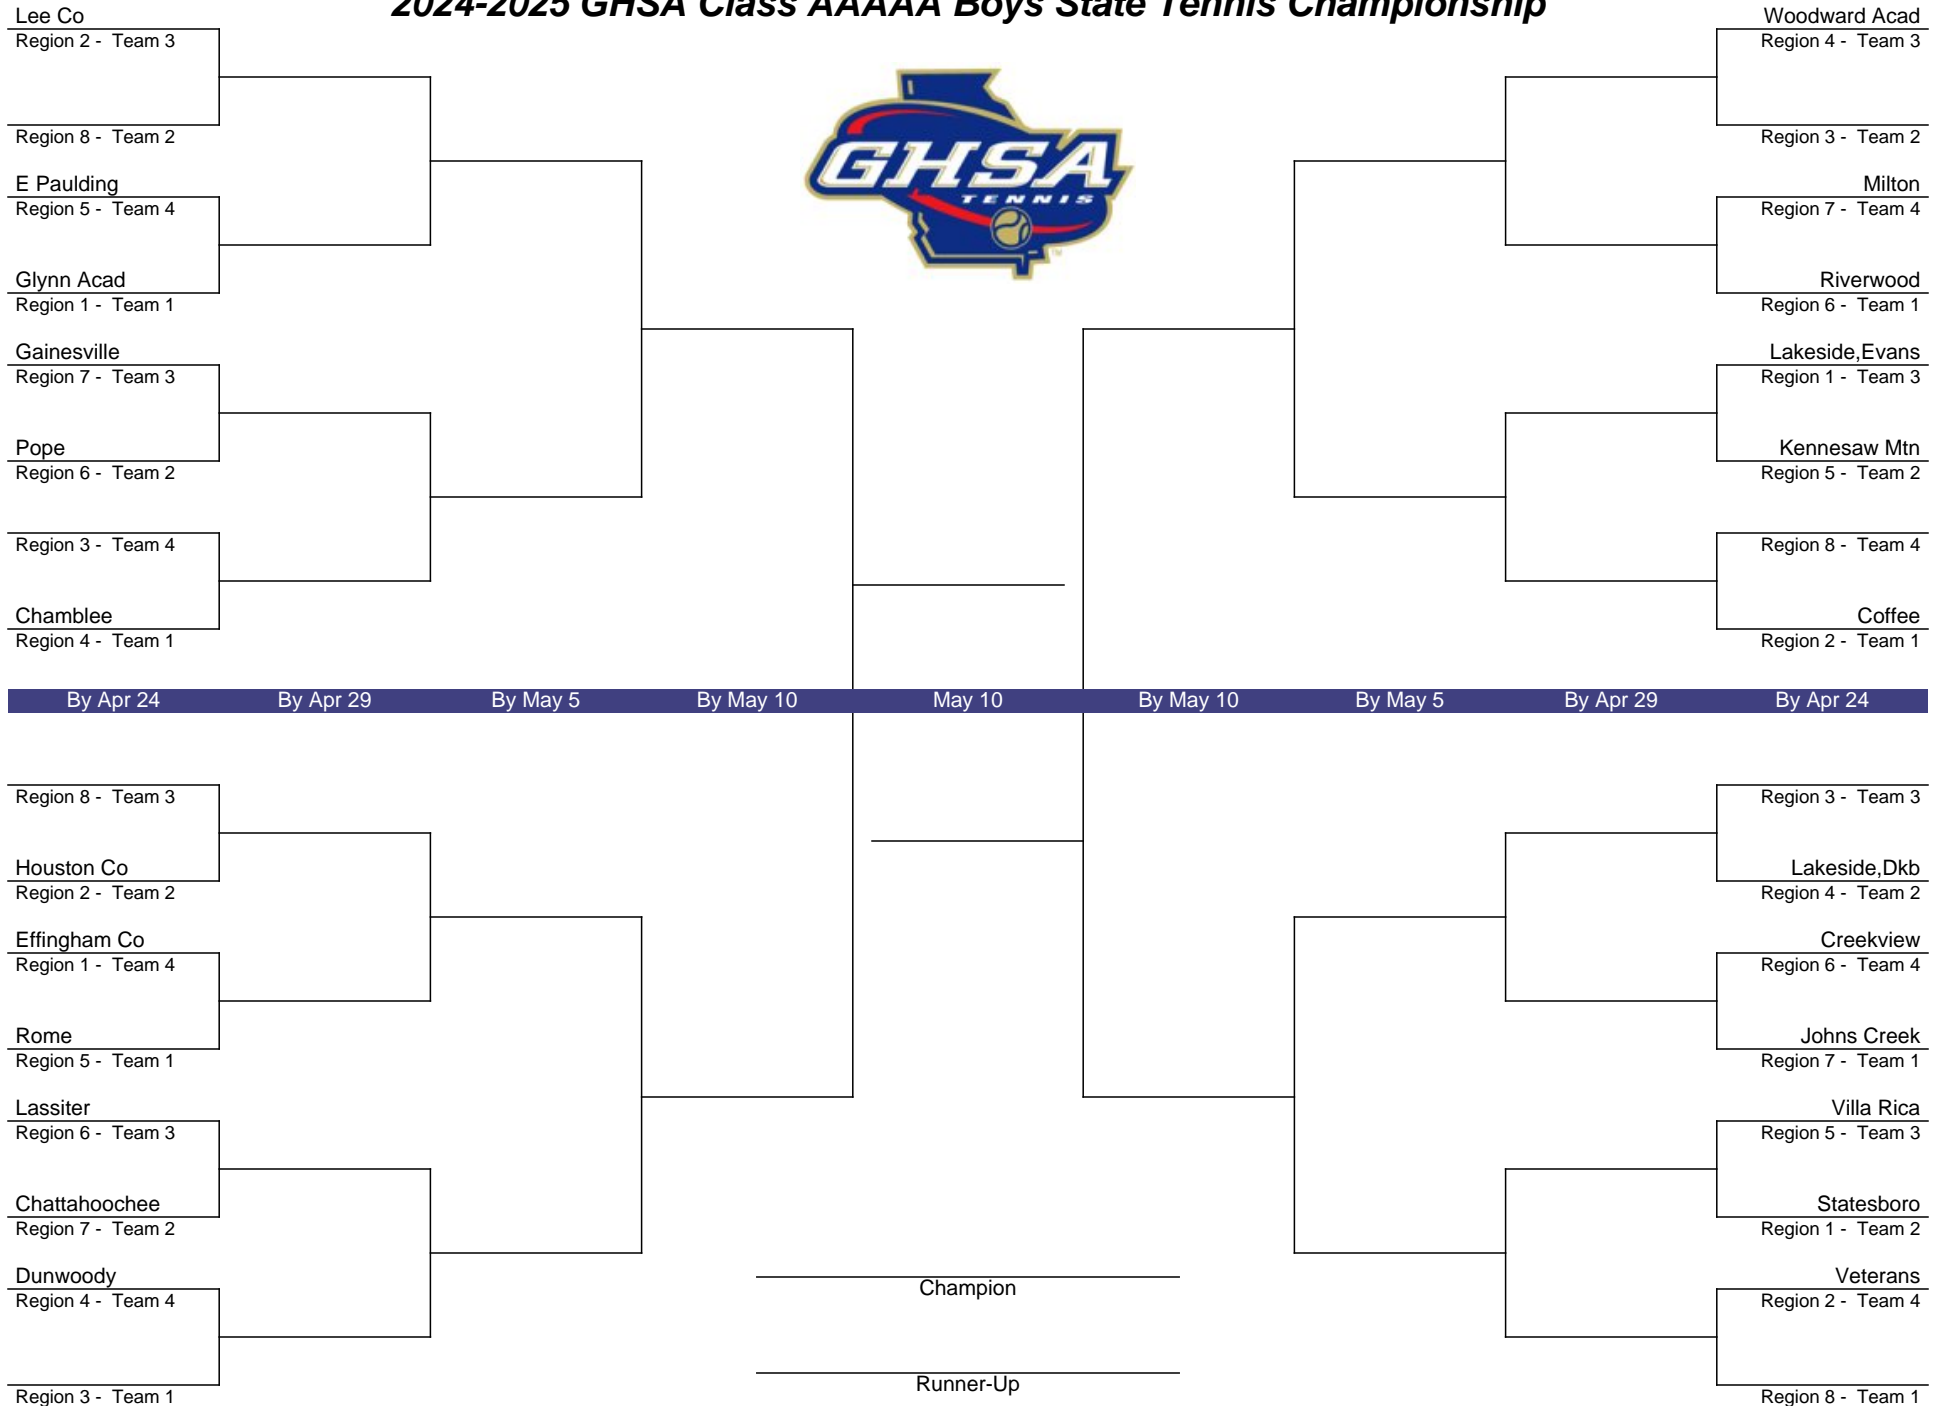 2024-2025 GHSA Class AAAAA Boys State Tennis Championship
Lee Co
Region 2 - Team 3
Region 8 - Team 2
E Paulding
Region 5 - Team 4
Glynn Acad
Region 1 - Team 1
Gainesville
Region 7 - Team 3
Pope
Region 6 - Team 2
Region 3 - Team 4
Chamblee
Region 4 - Team 1
GHSA
TENNIS
TM
Woodward Acad
Region 4 - Team 3
Region 3 - Team 2
Milton
Region 7 - Team 4
Riverwood
Region 6 - Team 1
Lakeside,Evans
Region 1 - Team 3
Kennesaw Mtn
Region 5 - Team 2
Region 8 - Team 4
Coffee
Region 2 - Team 1
By Apr 24 By Apr 29 By May 5 By May 10 May 10 By May 10 By May 5 By Apr 29 By Apr 24
Region 8 - Team 3
Houston Co
Region 2 - Team 2
Effingham Co
Region 1 - Team 4
Rome
Region 5 - Team 1
Lassiter
Region 6 - Team 3
Chattahoochee
Region 7 - Team 2
Dunwoody
Region 4 - Team 4
Region 3 - Team 1
Champion
Runner-Up
Region 3 - Team 3
Lakeside,Dkb
Region 4 - Team 2
Creekview
Region 6 - Team 4
Johns Creek
Region 7 - Team 1
Villa Rica
Region 5 - Team 3
Statesboro
Region 1 - Team 2
Veterans
Region 2 - Team 4
Region 8 - Team 1